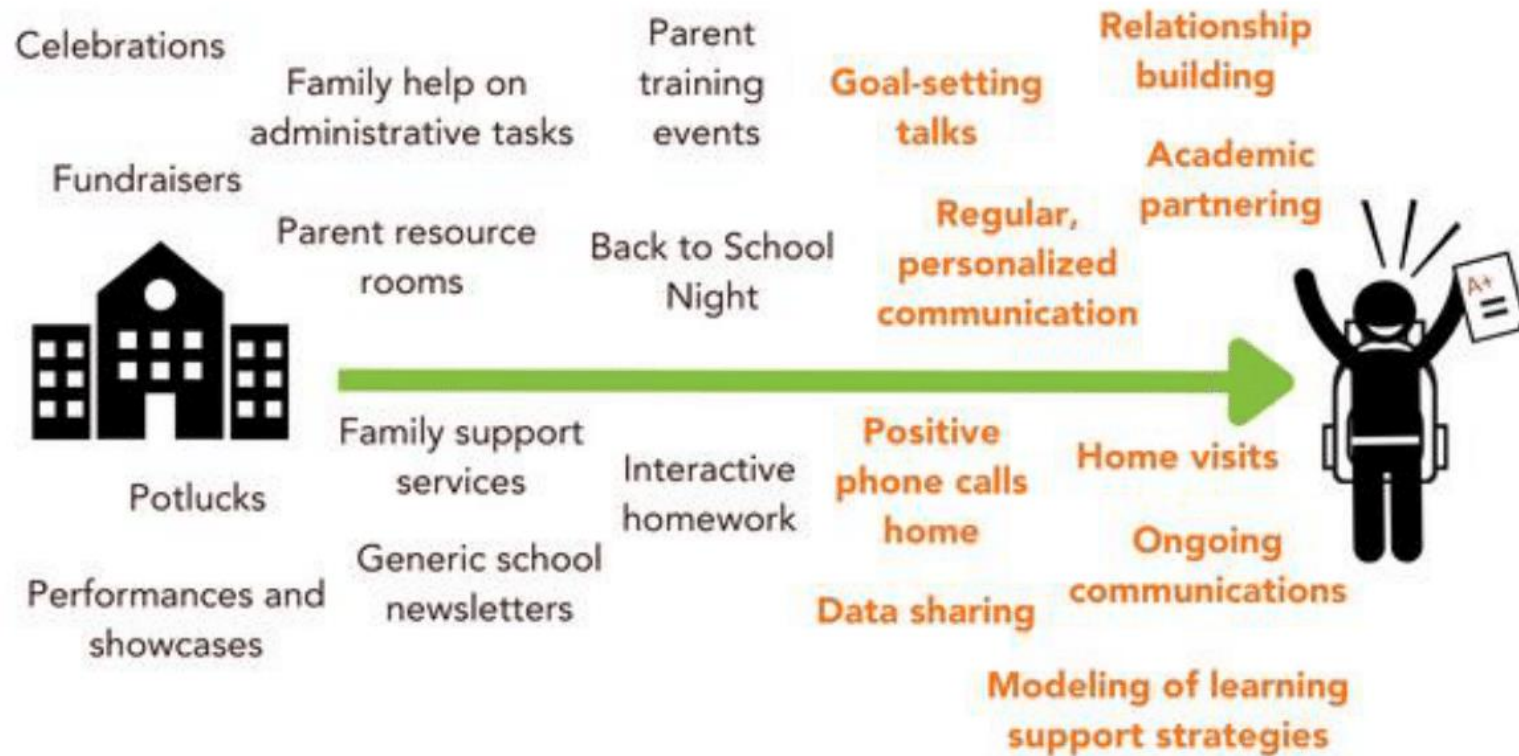 Celebrations
Family help on
administrative tasks
Parent
training
events
Goal-setting
talks
Relationship
building
Fundraisers
Parent resource
rooms
Back to School
Night
Regular,
personalized
communication
Academic
partnering
A+
Potlucks
Family support
services
Interactive
homework
Positive
phone calls
home
Home visits
Performances and
showcases
Generic school
newsletters
Data sharing
Ongoing
communications
Modeling of learning
support strategies